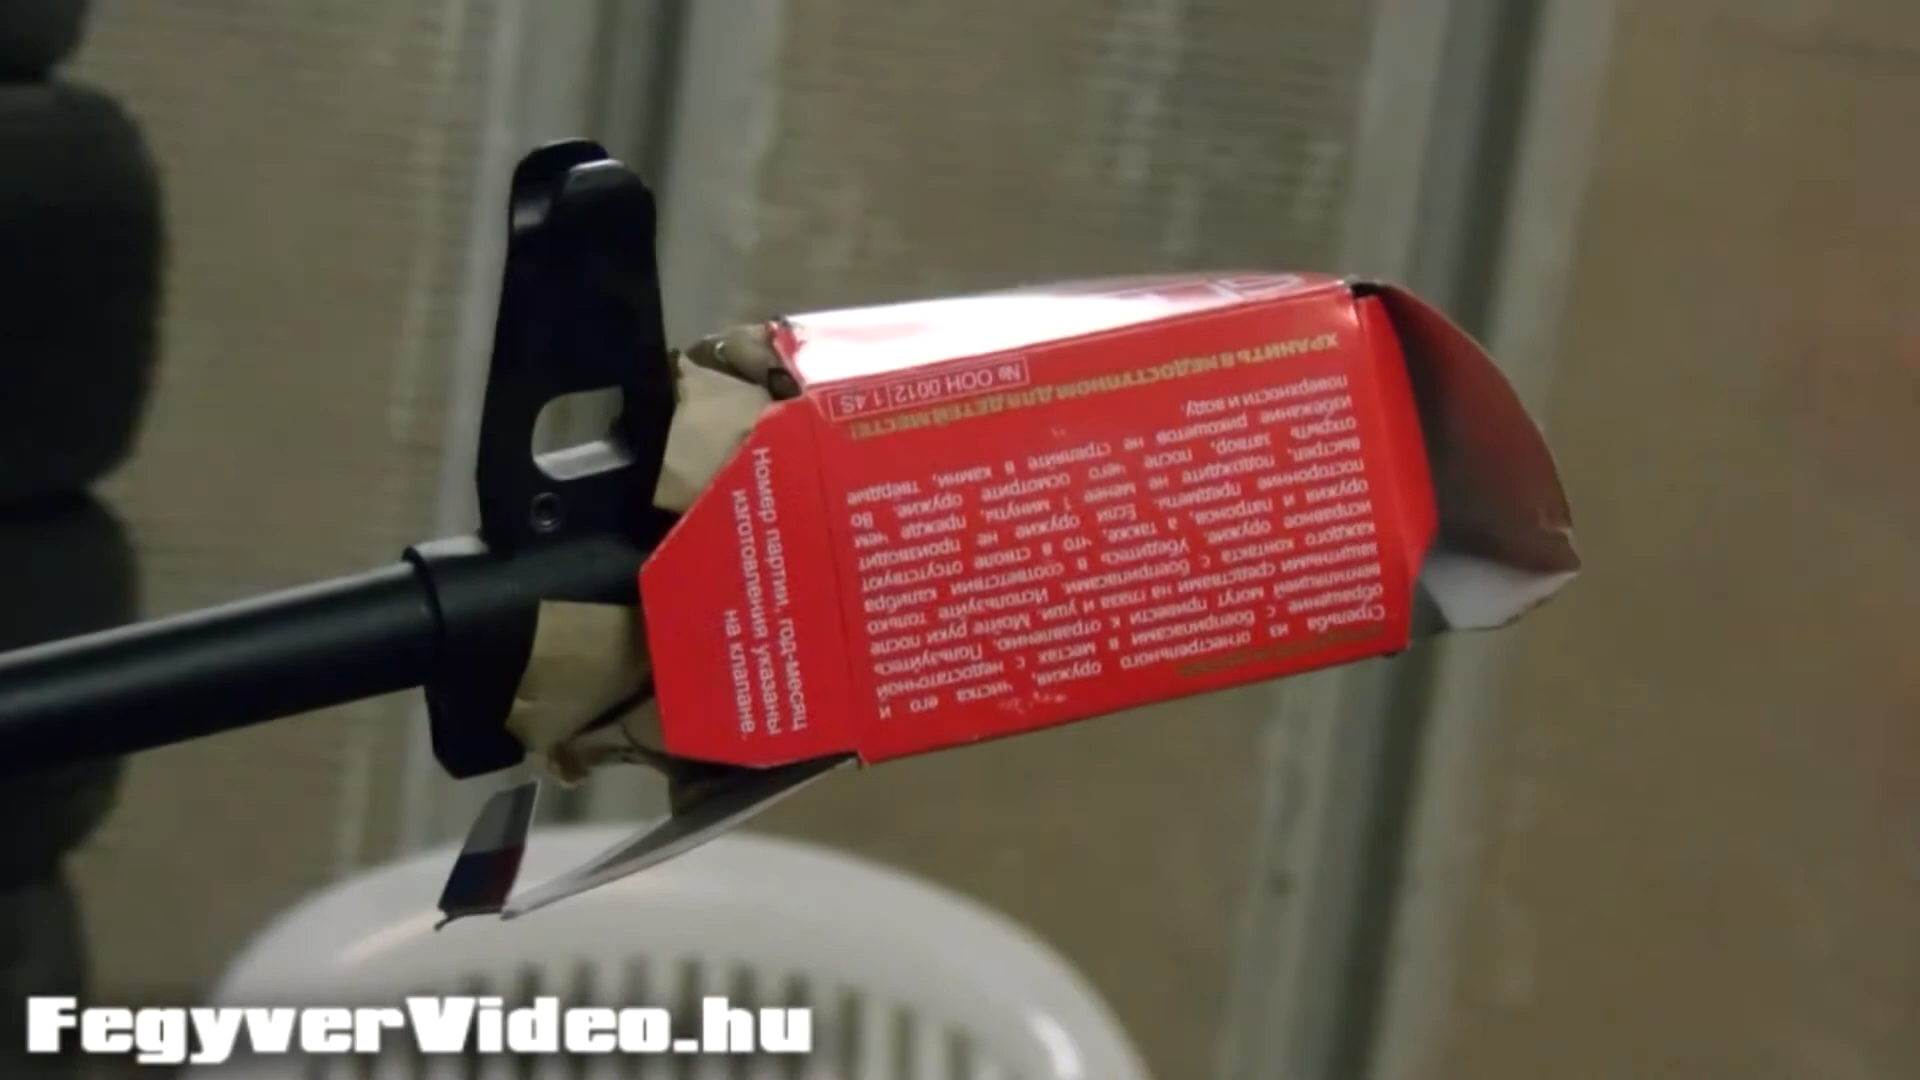 Стрельба из огнестрельного оружия, чистка его и
обращение с боеприпасами в местах с недостаточной
вентиляцией могут привести к отравлению. Пользуйтесь
защитными средствами на глаза и уши. Мойте руки после
каждого контакта с боеприпасами. Используйте только
исправное оружие. Убедитесь в соответствии калибра
оружия и патронов, а также, что в стволе отсутствуют
посторонние предметы. Если оружие не производит
выстрел, подождите не менее 1 минуты, прежде чем
открыть затвор, после чего осмотрите оружие. Во
избежание рикошетов не стреляйте в камни, твёрдые
поверхности и воду.
ХРАНИТЬ В НЕДОСТУПНОМ ДЛЯ ДЕТЕЙ МЕСТЕ!
№ ООН 0012 1.4S
Номер партии, год-месяц
изготовления указаны
на клапане.
FegyverVideo.hu